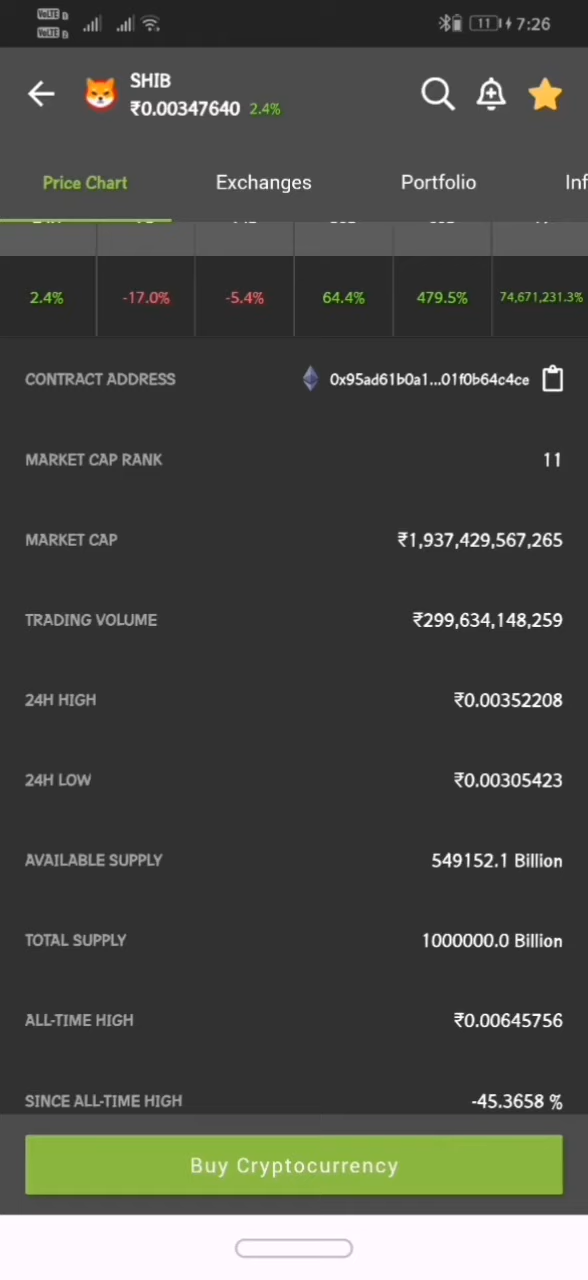 VoLTE
VoLTE
11 7:26
SHIB
₹0.00347640 2.4%
Price Chart Exchanges Portfolio Inf
2.4% -17.0% -5.4% 64.4% 479.5% 74,671,231.3%
CONTRACT ADDRESS 0x95ad61b0a1...01f0b64c4ce
MARKET CAP RANK 11
MARKET CAP ₹1,937,429,567,265
TRADING VOLUME ₹299,634,148,259
24H HIGH ₹0.00352208
24H LOW ₹0.00305423
AVAILABLE SUPPLY 549152.1 Billion
TOTAL SUPPLY 1000000.0 Billion
ALL-TIME HIGH ₹0.00645756
SINCE ALL-TIME HIGH -45.3658 %
Buy Cryptocurrency